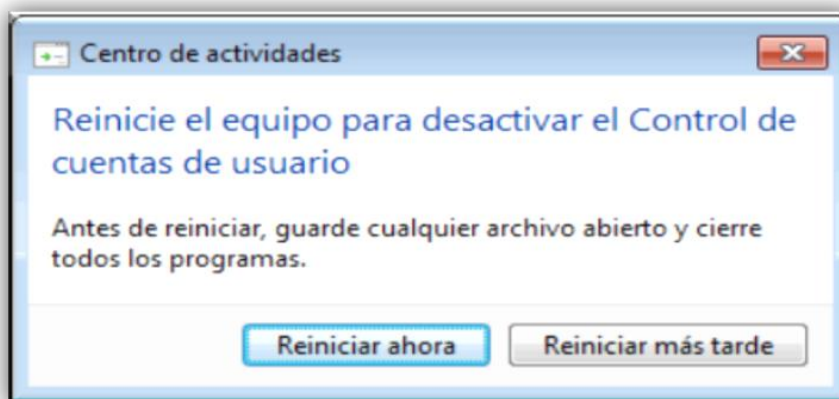 Centro de actividades
Reinicie el equipo para desactivar el Control de
cuentas de usuario
Antes de reiniciar, guarde cualquier archivo abierto y cierre
todos los programas.
Reiniciar ahora
Reiniciar más tarde